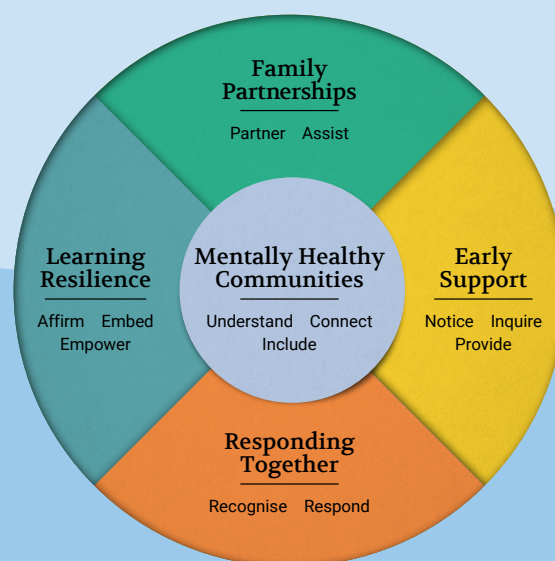 Family
Partnerships
Partner Assist
Learning
Resilience
Affirm Embed
Empower
Mentally Healthy
Communities
Understand Connect
Include
Early
Support
Notice Inquire
Provide
Responding
Together
Recognise Respond